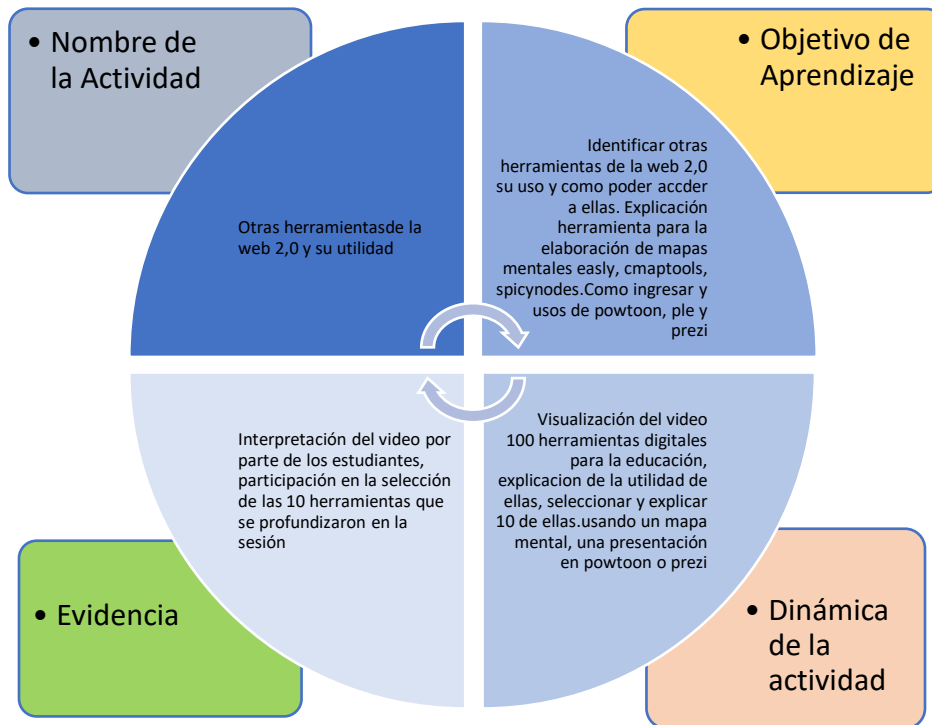 • Nombre de
la Actividad
• Objetivo de
Aprendizaje
Otras herramientasde la
web 2,0 y su utilidad
Identificar otras
herramientas de la web 2,0
su uso y como poder accder
a ellas. Explicación
herramienta para la
elaboración de mapas
mentales easly, cmaptools,
spicynodes.Como ingresar y
usos de powtoon, ple y
prezi
Interpretación del video por
parte de los estudiantes,
participación en la selección
de las 10 herramientas que
se profundizaron en la
sesión
Visualización del video
100 herramientas digitales
para la educación,
explicacion de la utilidad de
ellas, seleccionar y explicar
10 de ellas.usando un mapa
mental, una presentación
en powtoon o prezi
• Evidencia
• Dinámica
de la
actividad